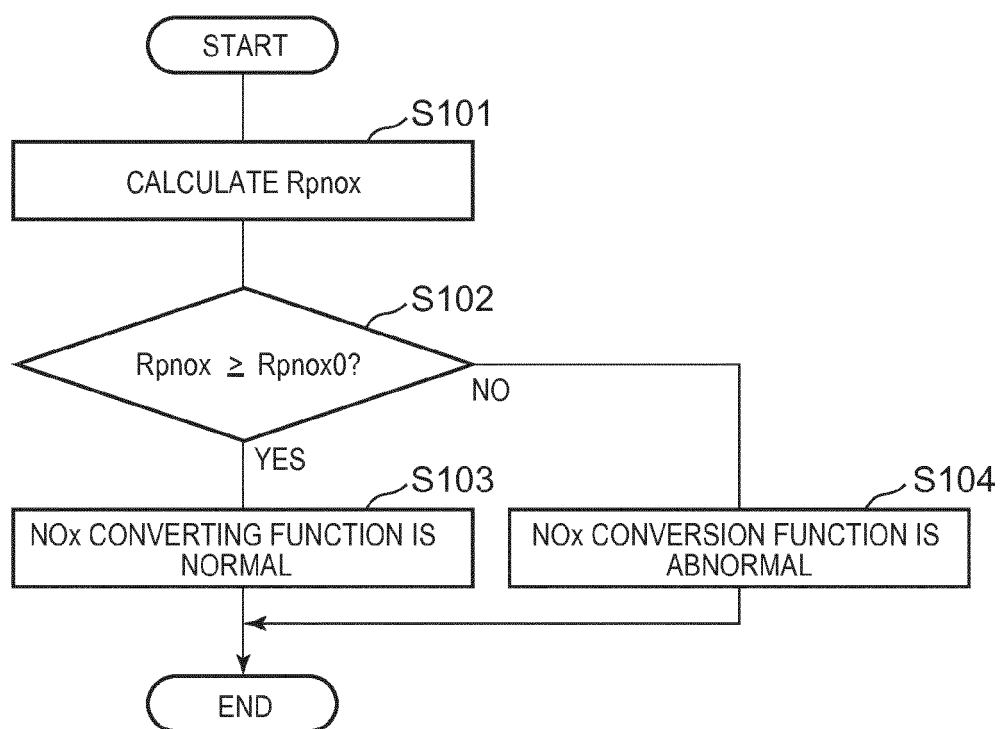 START
S101
CALCULATE Rpnox
S102
Rpnox ≥ Rpnox0?
NO
YES
S103
NOx CONVERTING FUNCTION IS
NORMAL
S104
NOx CONVERSION FUNCTION IS
ABNORMAL
END